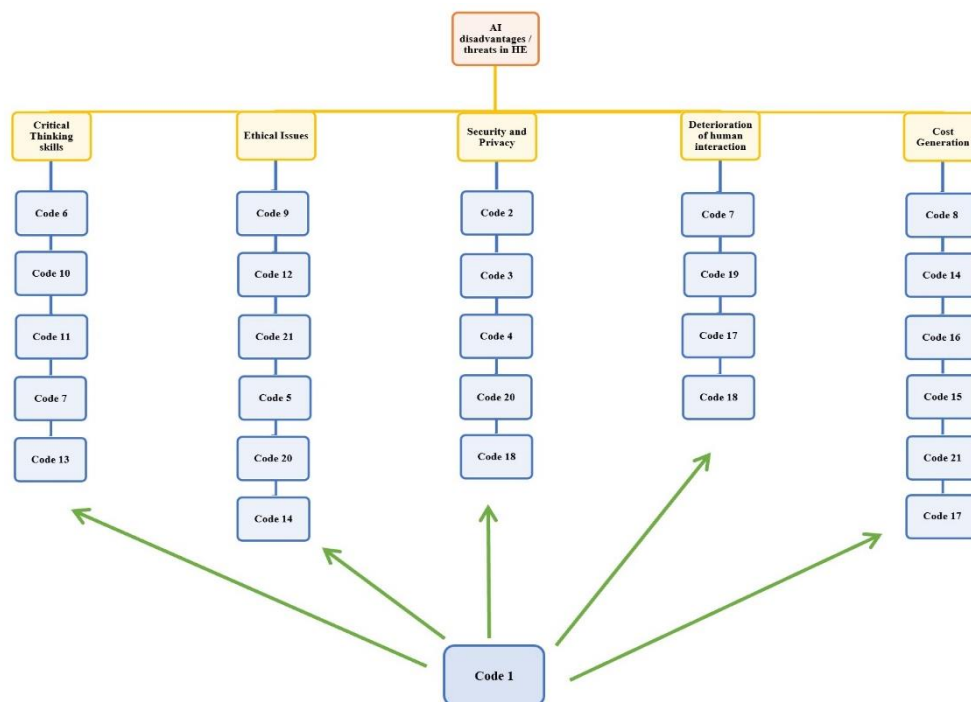 AI
disadvantages /
threats in HE
Critical
Thinking
skills
Ethical Issues
Security and
Privacy
Deterioration
of human
interaction
Cost
Generation
Code 6
Code 10
Code 11
Code 7
Code 13
Code 9
Code 12
Code 21
Code 5
Code 20
Code 14
Code 2
Code 3
Code 4
Code 20
Code 18
Code 7
Code 19
Code 17
Code 18
Code 8
Code 14
Code 16
Code 15
Code 21
Code 17
Code 1